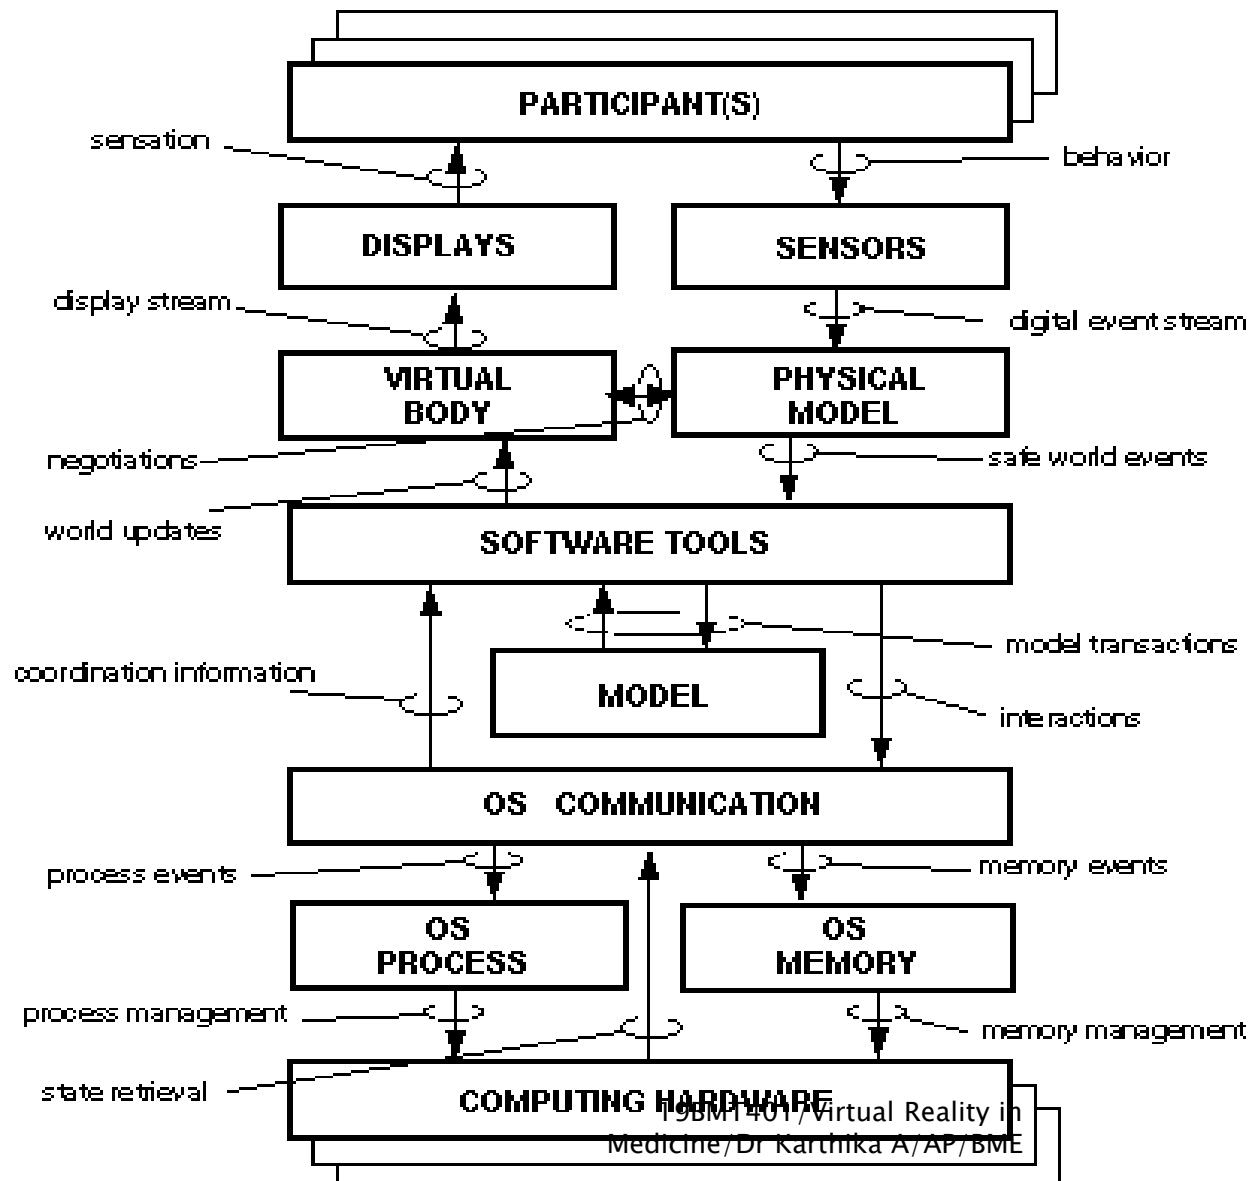 PARTICIPANT(S)
sensation
behavior
DISPLAYS
SENSORS
display stream
digital event stream
VIRTUAL
BODY
PHYSICAL
MODEL
negotiations
safe world events
world updates
SOFTWARE TOOLS
model transactions
coordination information
MODEL
interactions
OS COMMUNICATION
process events
memory events
OS
PROCESS
OS
MEMORY
process management
memory management
state retrieval
COMPUTING HARDWARE
19BMT401/Virtual Reality in
Medicine/Dr Karthika A/AP/BME